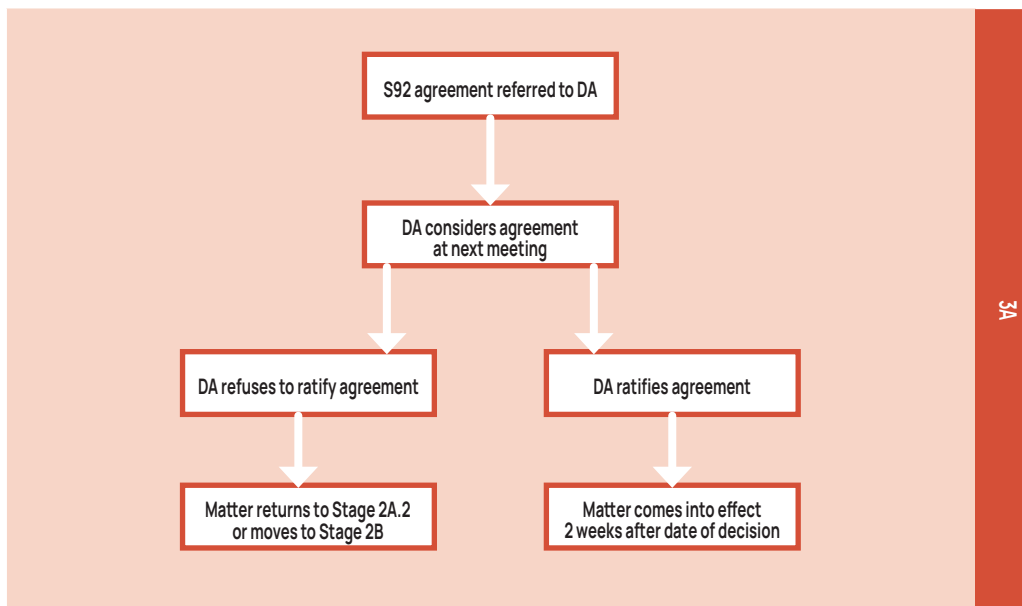 S92 agreement referred to DA
DA considers agreement
at next meeting
DA refuses to ratify agreement
DA ratifies agreement
Matter returns to Stage 2A.2
or moves to Stage 2B
Matter comes into effect
2 weeks after date of decision
3A